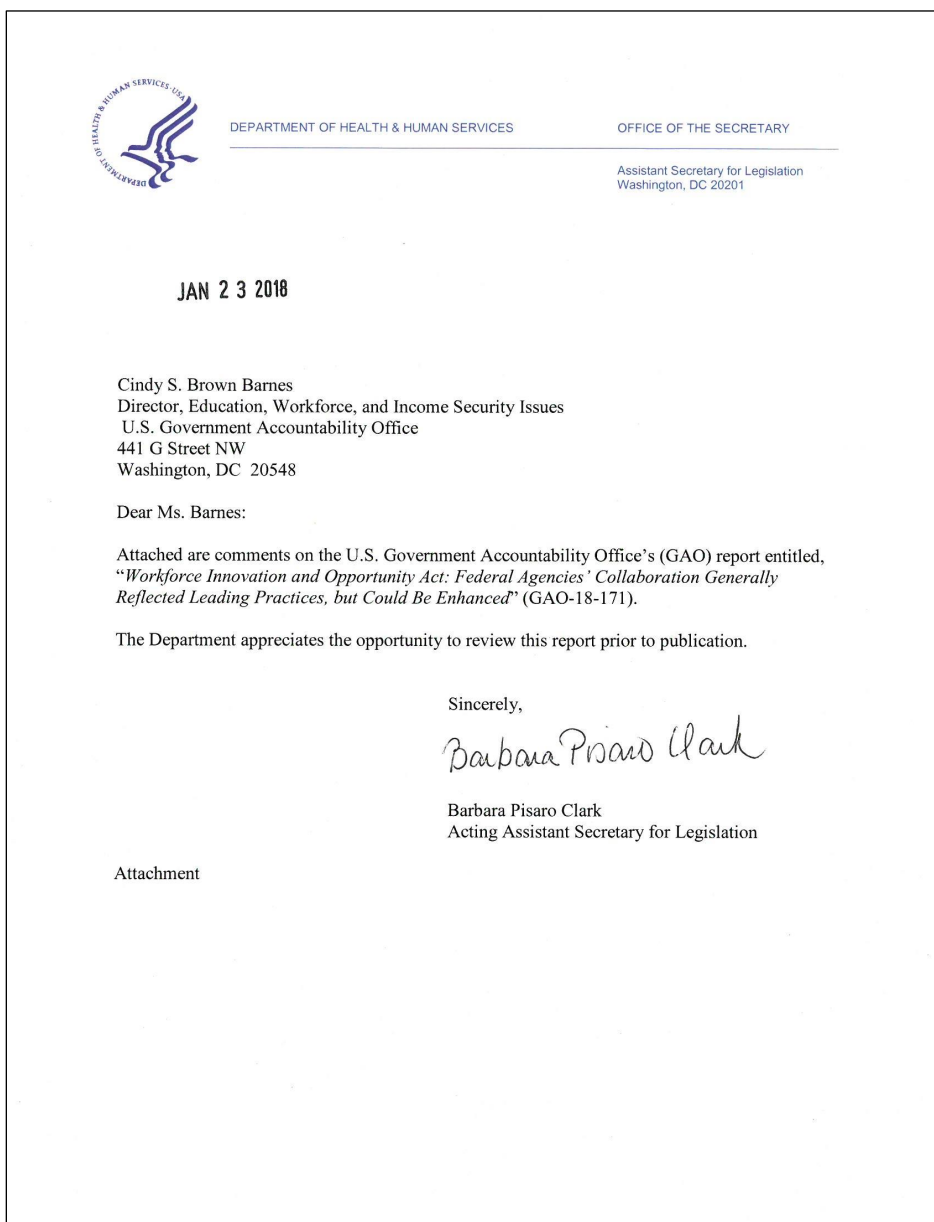 DEPARTMENT OF HEALTH & HUMAN SERVICES·USA
DEPARTMENT OF HEALTH & HUMAN SERVICES
OFFICE OF THE SECRETARY
Assistant Secretary for Legislation
Washington, DC 20201
JAN 23 2018
Cindy S. Brown Barnes
Director, Education, Workforce, and Income Security Issues
U.S. Government Accountability Office
441 G Street NW
Washington, DC 20548
Dear Ms. Barnes:
Attached are comments on the U.S. Government Accountability Office's (GAO) report entitled,
“Workforce Innovation and Opportunity Act: Federal Agencies' Collaboration Generally
Reflected Leading Practices, but Could Be Enhanced” (GAO-18-171).
The Department appreciates the opportunity to review this report prior to publication.
Sincerely,
Barbara Pisaro Clark
Barbara Pisaro Clark
Acting Assistant Secretary for Legislation
Attachment